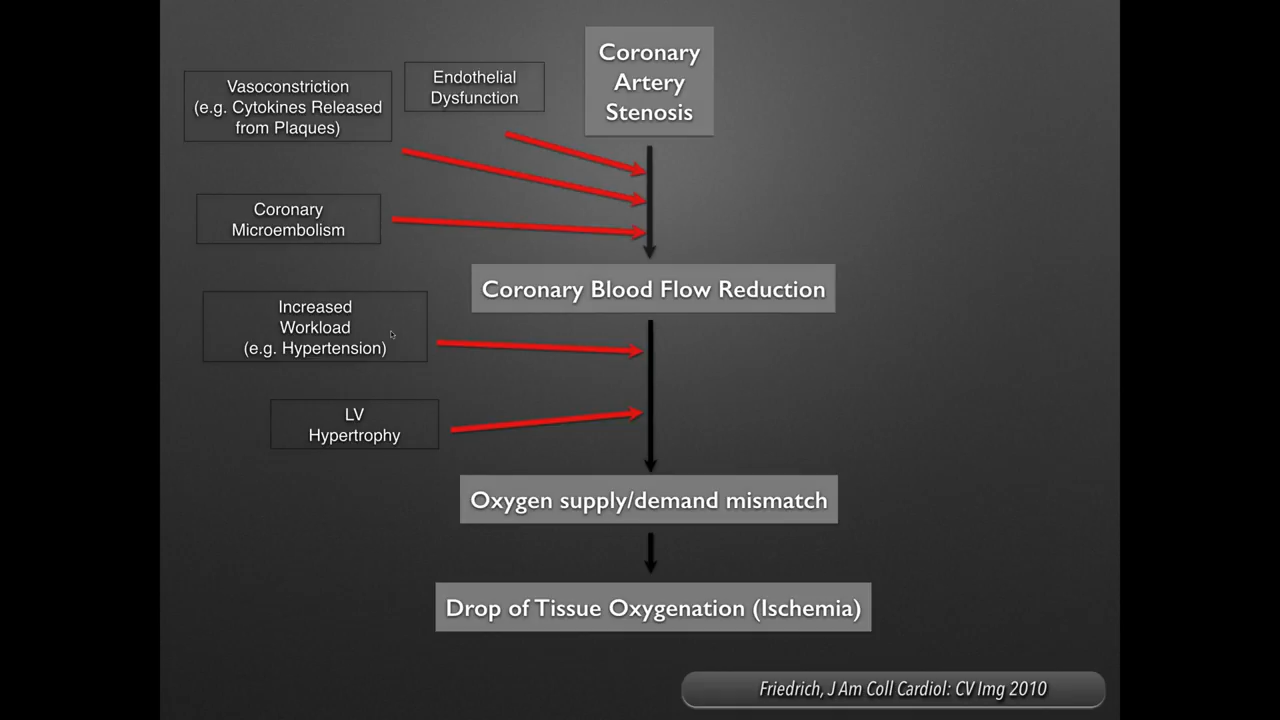 Coronary
Artery
Stenosis
Endothelial
Dysfunction
Vasoconstriction
(e.g. Cytokines Released
from Plaques)
Coronary
Microembolism
Coronary Blood Flow Reduction
Increased
Workload
(e.g. Hypertension)
LV
Hypertrophy
Oxygen supply/demand mismatch
Drop of Tissue Oxygenation (Ischemia)
Friedrich, J Am Coll Cardiol: CV Img 2010